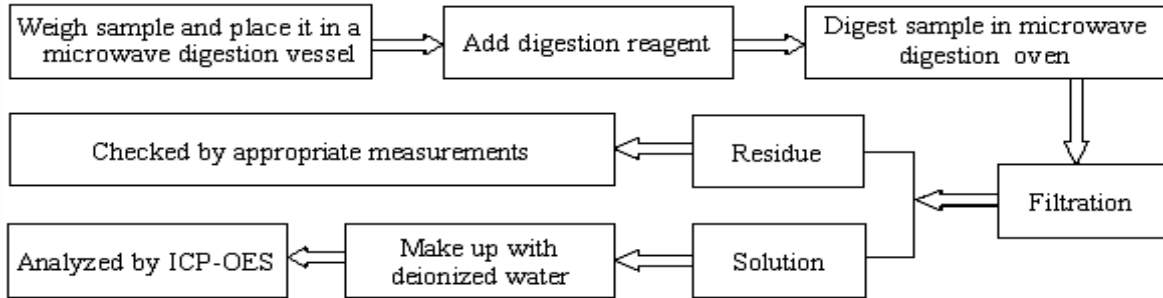 Weigh sample and place it in a
microwave digestion vessel
Add digestion reagent
Digest sample in microwave
digestion oven
Filtration
Residue
Checked by appropriate measurements
Solution
Make up with
deionized water
Analyzed by ICP-OES